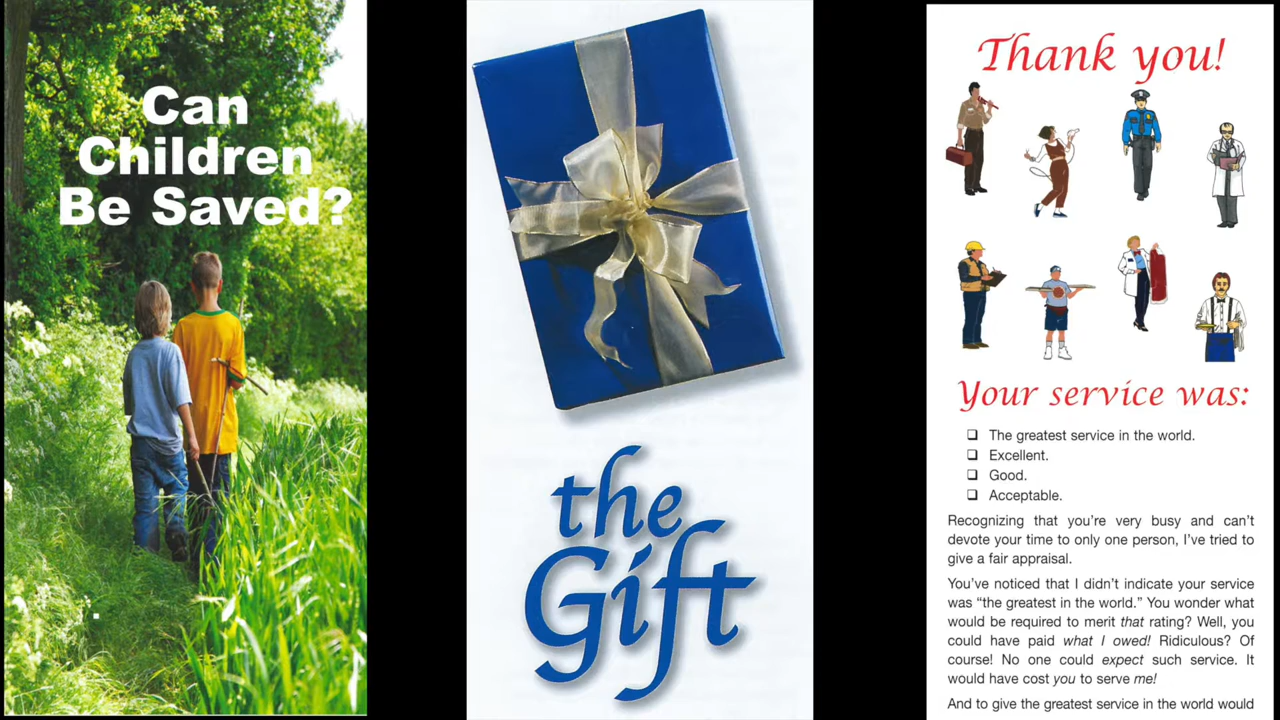 Can
Children
Be Saved?
the
Gift
Thank you!
Your service was:
❑ The greatest service in the world.
❑ Excellent.
❑ Good.
❑ Acceptable.
Recognizing that you're very busy and can't
devote your time to only one person, I've tried to
give a fair appraisal.
You've noticed that I didn't indicate your service
was “the greatest in the world.” You wonder what
would be required to merit that rating? Well, you
could have paid what I owed! Ridiculous? Of
course! No one could expect such service. It
would have cost you to serve me!
And to give the greatest service in the world would